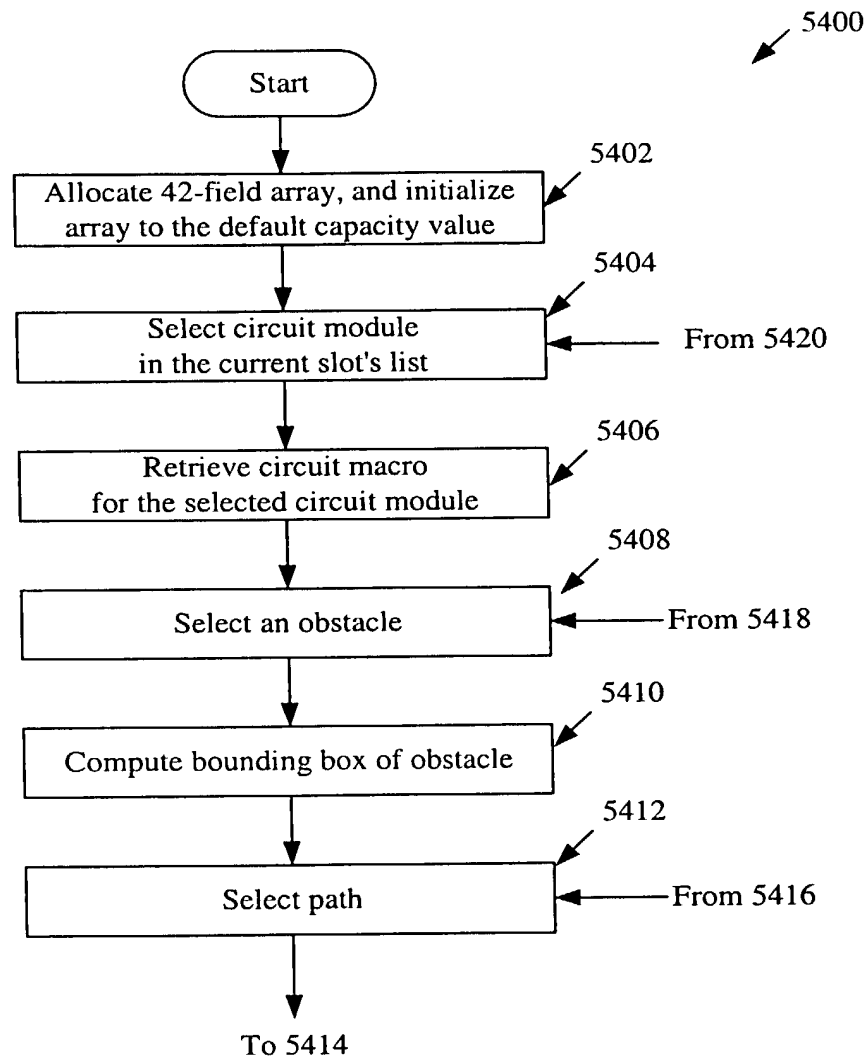 5400
Start
5402
Allocate 42-field array, and initialize
array to the default capacity value
5404
Select circuit module
in the current slot's list
From 5420
5406
Retrieve circuit macro
for the selected circuit module
5408
Select an obstacle
From 5418
5410
Compute bounding box of obstacle
5412
Select path
From 5416
To 5414